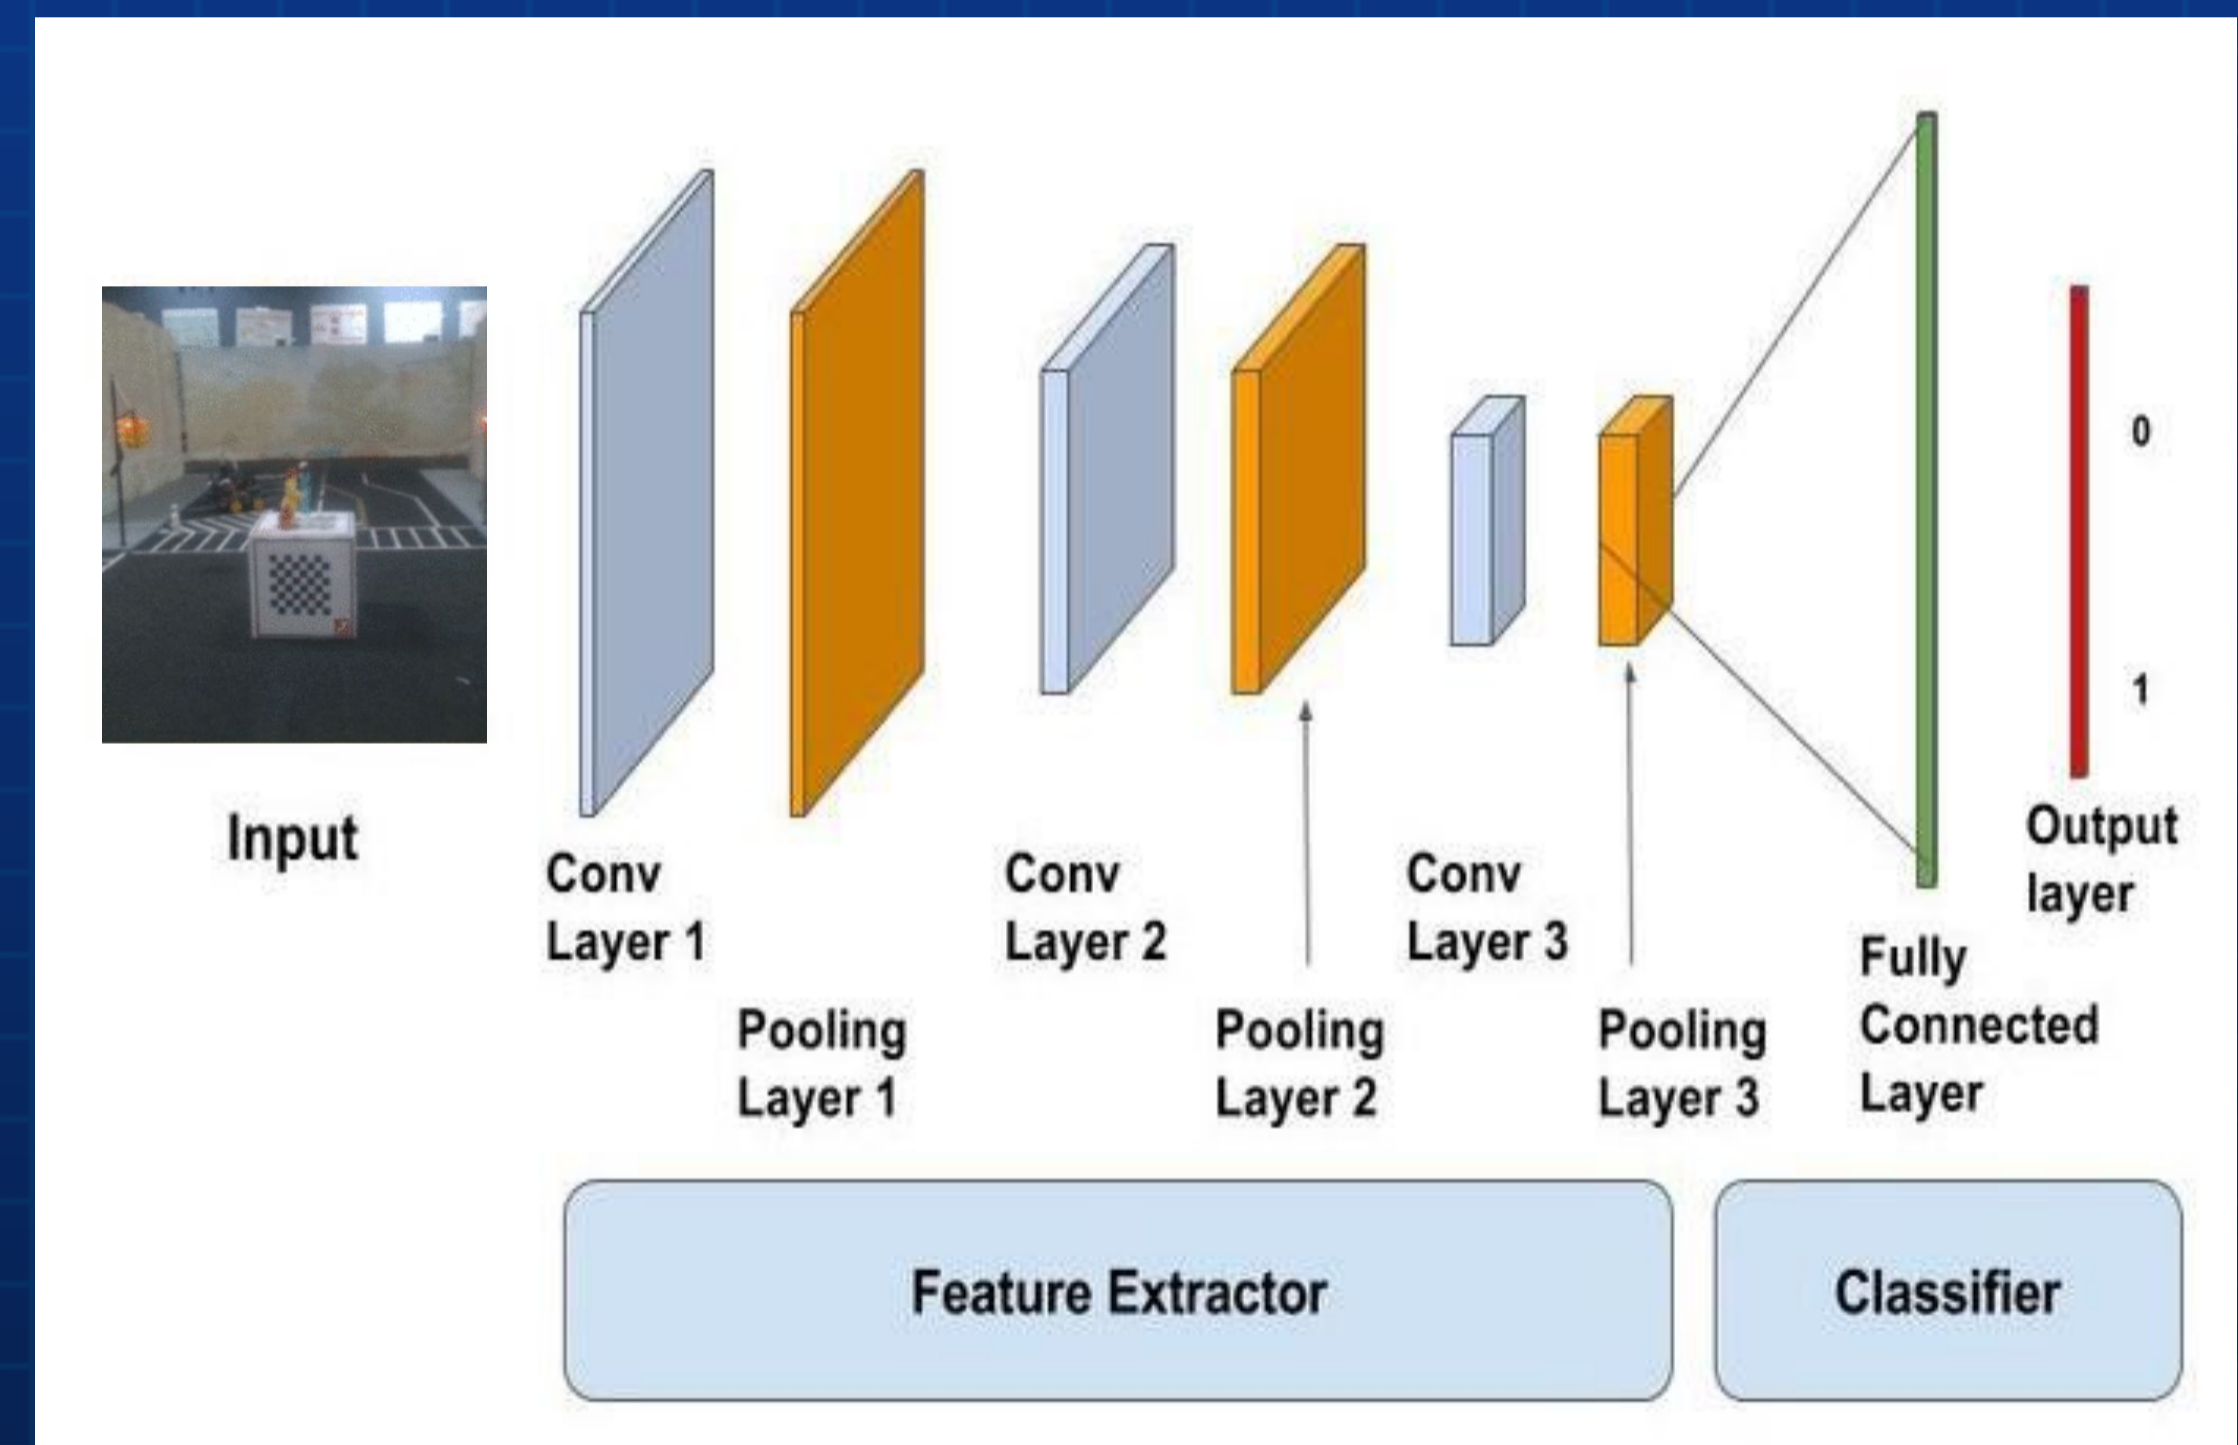 0
1
Input
Output
layer
Conv
Layer 1
Conv
Layer 2
Conv
Layer 3
Fully
Connected
Layer
Pooling
Layer 1
Pooling
Layer 2
Pooling
Layer 3
Feature Extractor
Classifier